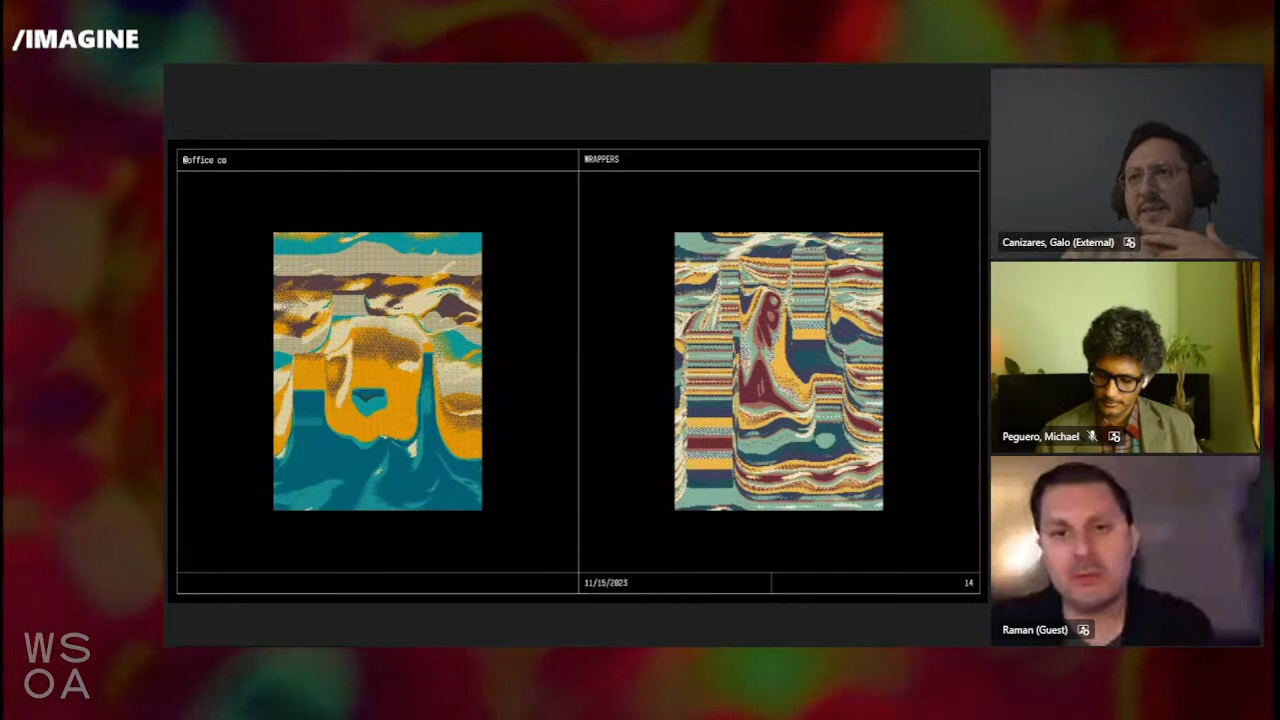 /IMAGINE
@office ca
WRAPPERS
Canizares, Galo (External)
Peguero, Michael
11/15/2023
14
Raman (Guest)
WS
OA